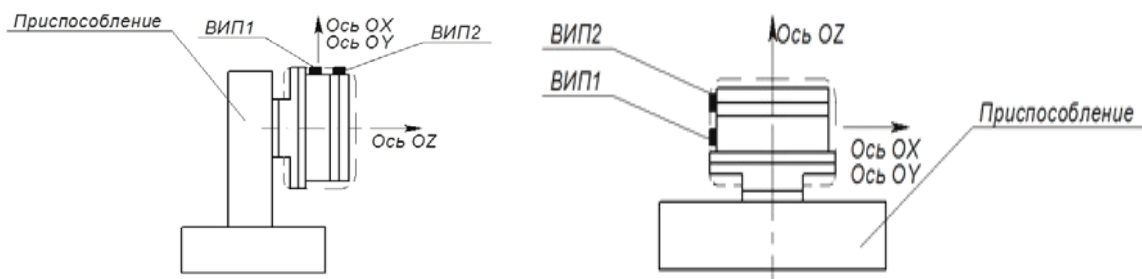 Приспособление
ВИП1
Ось OX
Ось OY
ВИП2
Ось OZ
ВИП2
ВИП1
Ось OZ
Приспособление
Ось OX
Ось OY